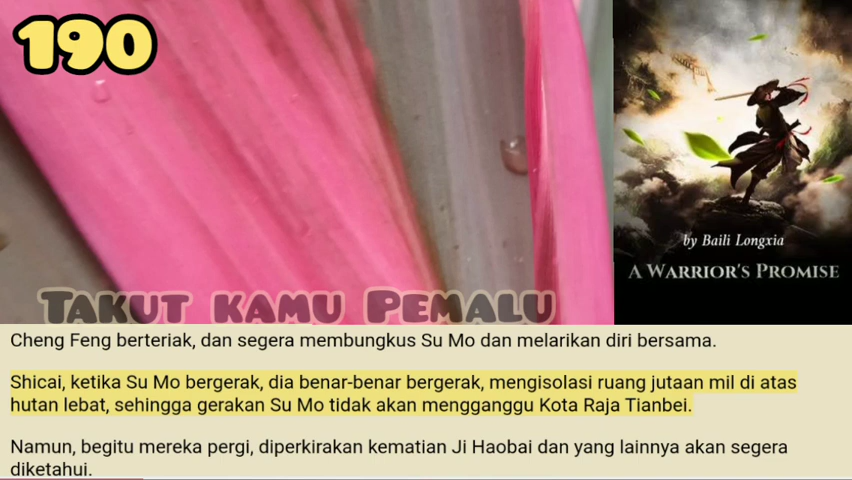 190
by Baili Longxia
A WARRIOR'S PROMISE
TAKUT KAMU PEMALU
Cheng Feng berteriak, dan segera membungkus Su Mo dan melarikan diri bersama.
Shicai, ketika Su Mo bergerak, dia benar-benar bergerak, mengisolasi ruang jutaan mil di atas
hutan lebat, sehingga gerakan Su Mo tidak akan mengganggu Kota Raja Tianbei.
Namun, begitu mereka pergi, diperkirakan kematian Ji Haobai dan yang lainnya akan segera
diketahui.